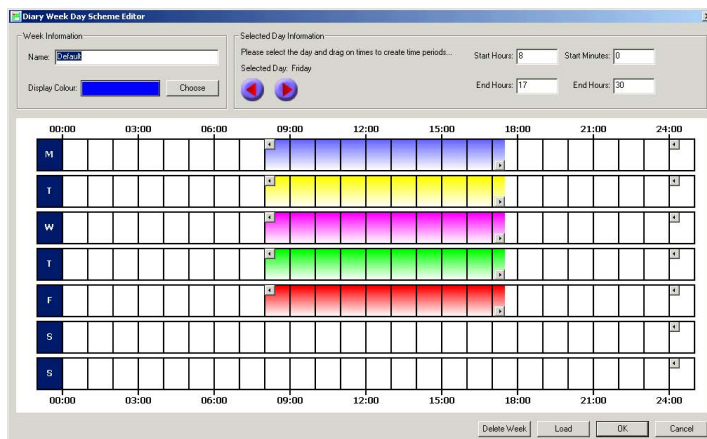 Diary Week Day Scheme Editor
Week Information
Name: Default
Display Colour: Choose
Selected Day Information
Please select the day and drag on times to create time periods...
Selected Day: Friday
Start Hours: 8 Start Minutes: 0
End Hours: 17 End Hours: 30
00:00 03:00 06:00 09:00 12:00 15:00 18:00 21:00 24:00
M
T
W
T
F
S
S
00:00 03:00 06:00 09:00 12:00 15:00 18:00 21:00 24:00
Delete Week Load OK Cancel